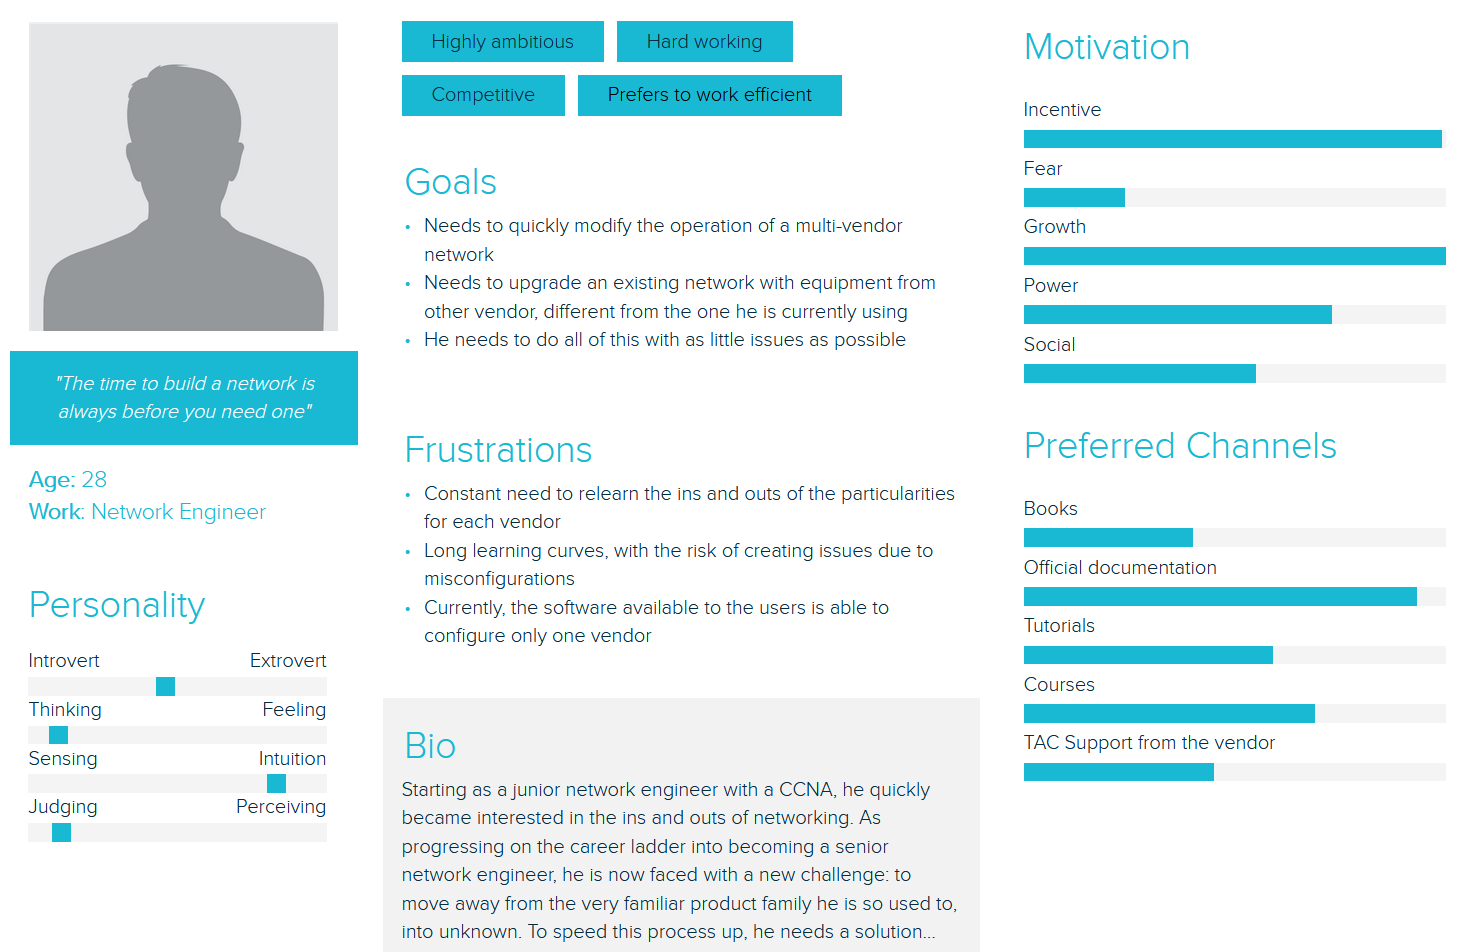 "The time to build a network is
always before you need one"
Age: 28
Work: Network Engineer
Personality
Introvert Extrovert
Thinking Feeling
Sensing Intuition
Judging Perceiving
Highly ambitious Hard working
Competitive Prefers to work efficient
Goals
• Needs to quickly modify the operation of a multi-vendor
network
• Needs to upgrade an existing network with equipment from
other vendor, different from the one he is currently using
• He needs to do all of this with as little issues as possible
Frustrations
• Constant need to relearn the ins and outs of the particularities
for each vendor
• Long learning curves, with the risk of creating issues due to
misconfigurations
• Currently, the software available to the users is able to
configure only one vendor
Bio
Starting as a junior network engineer with a CCNA, he quickly
became interested in the ins and outs of networking. As
progressing on the career ladder into becoming a senior
network engineer, he is now faced with a new challenge: to
move away from the very familiar product family he is so used to,
into unknown. To speed this process up, he needs a solution...
Motivation
Incentive
Fear
Growth
Power
Social
Preferred Channels
Books
Official documentation
Tutorials
Courses
TAC Support from the vendor